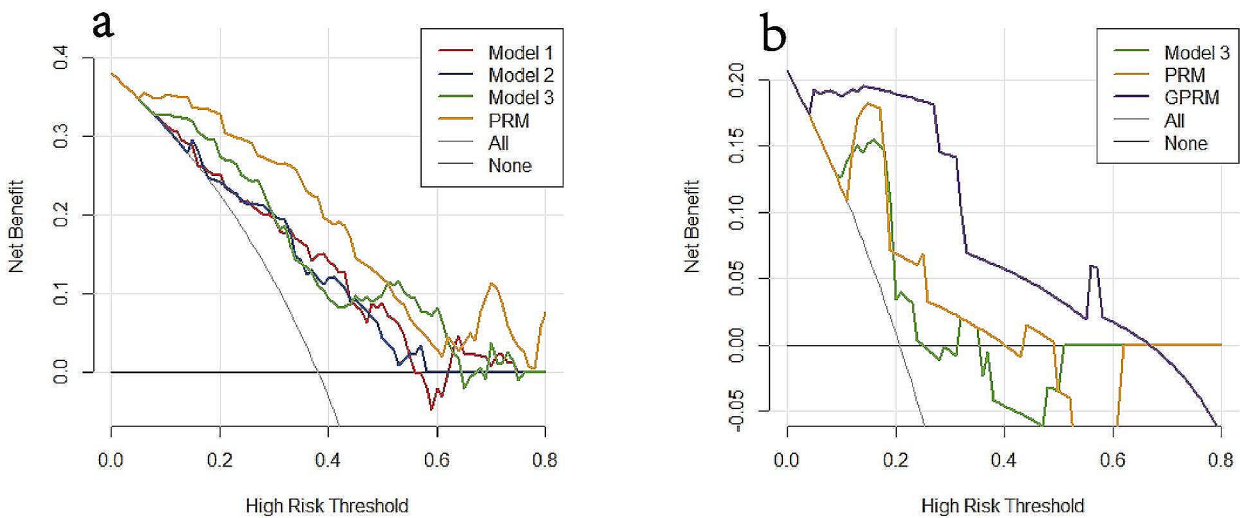 a
Net Benefit
0.4
0.3
0.2
0.1
0.0
Model 1
Model 2
Model 3
PRM
All
None
0.0 0.2 0.4 0.6 0.8
High Risk Threshold
b
Net Benefit
0.20
0.15
0.10
0.05
0.00
-0.05
Model 3
PRM
GPRM
All
None
0.0 0.2 0.4 0.6 0.8
High Risk Threshold